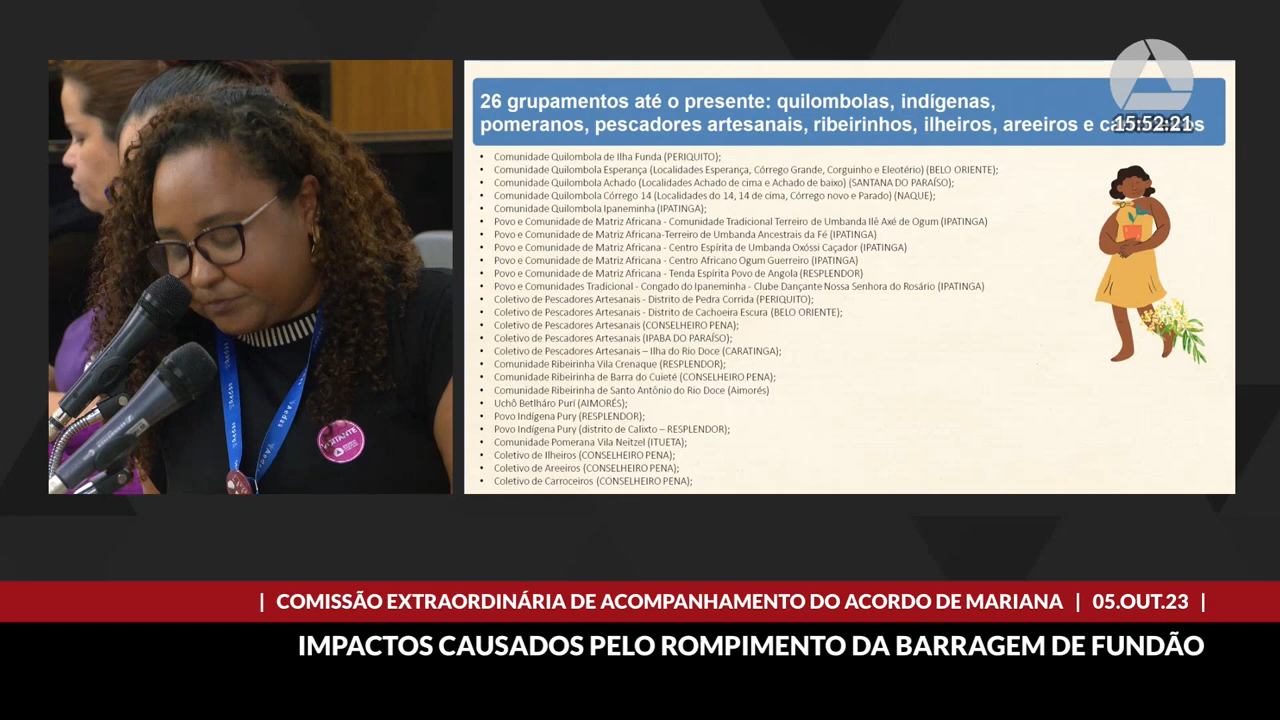 26 grupamentos até o presente: quilombolas, indígenas,
pomeranos, pescadores artesanais, ribeirinhos, ilheiros, areeiros e
15:52:21
• Comunidade Quilombola de Ilha Funda (PERIQUITO);
• Comunidade Quilombola Esperança (Localidades Esperança, Córrego Grande, Corguinho e Eleotério) (BELO ORIENTE);
• Comunidade Quilombola Achado (Localidades Achado de cima e Achado de baixo) (SANTANA DO PARAÍSO);
• Comunidade Quilombola Córrego 14 (Localidades do 14, 14 de cima, Córrego novo e Parado) (NAQUE);
• Comunidade Quilombola Ipaneminha (IPATINGA);
• Povo e Comunidade de Matriz Africana - Comunidade Tradicional Terreiro de Umbanda Ilê Axé de Ogum (IPATINGA)
• Povo e Comunidade de Matriz Africana-Terreiro de Umbanda Ancestrais da Fé (IPATINGA)
• Povo e Comunidade de Matriz Africana - Centro Espírita de Umbanda Oxóssi Caçador (IPATINGA)
• Povo e Comunidade de Matriz Africana - Centro Africano Ogum Guerreiro (IPATINGA)
• Povo e Comunidade de Matriz Africana - Tenda Espírita Povo de Angola (RESPLENDOR)
• Povo e Comunidades Tradicional - Congado do Ipaneminha - Clube Dançante Nossa Senhora do Rosário (IPATINGA)
• Coletivo de Pescadores Artesanais - Distrito de Pedra Corrida (PERIQUITO);
• Coletivo de Pescadores Artesanais - Distrito de Cachoeira Escura (BELO ORIENTE);
• Coletivo de Pescadores Artesanais (CONSELHEIRO PENA);
• Coletivo de Pescadores Artesanais (IPABA DO PARAÍSO);
• Coletivo de Pescadores Artesanais – Ilha do Rio Doce (CARATINGA);
• Comunidade Ribeirinha Vila Crenaque (RESPLENDOR);
• Comunidade Ribeirinha de Barra do Cuieté (CONSELHEIRO PENA);
• Comunidade Ribeirinha de Santo Antônio do Rio Doce (Aimorés)
• Uchô Betlháro Purí (AIMORÉS);
• Povo Indígena Pury (RESPLENDOR);
• Povo Indígena Pury (distrito de Calixto – RESPLENDOR);
• Comunidade Pomerana Vila Neitzel (ITUETA);
• Coletivo de Ilheiros (CONSELHEIRO PENA);
• Coletivo de Areeiros (CONSELHEIRO PENA);
• Coletivo de Carroceiros (CONSELHEIRO PENA);
VISITANTE
| COMISSÃO EXTRAORDINÁRIA DE ACOMPANHAMENTO DO ACORDO DE MARIANA | 05.OUT.23 |
IMPACTOS CAUSADOS PELO ROMPIMENTO DA BARRAGEM DE FUNDÃO